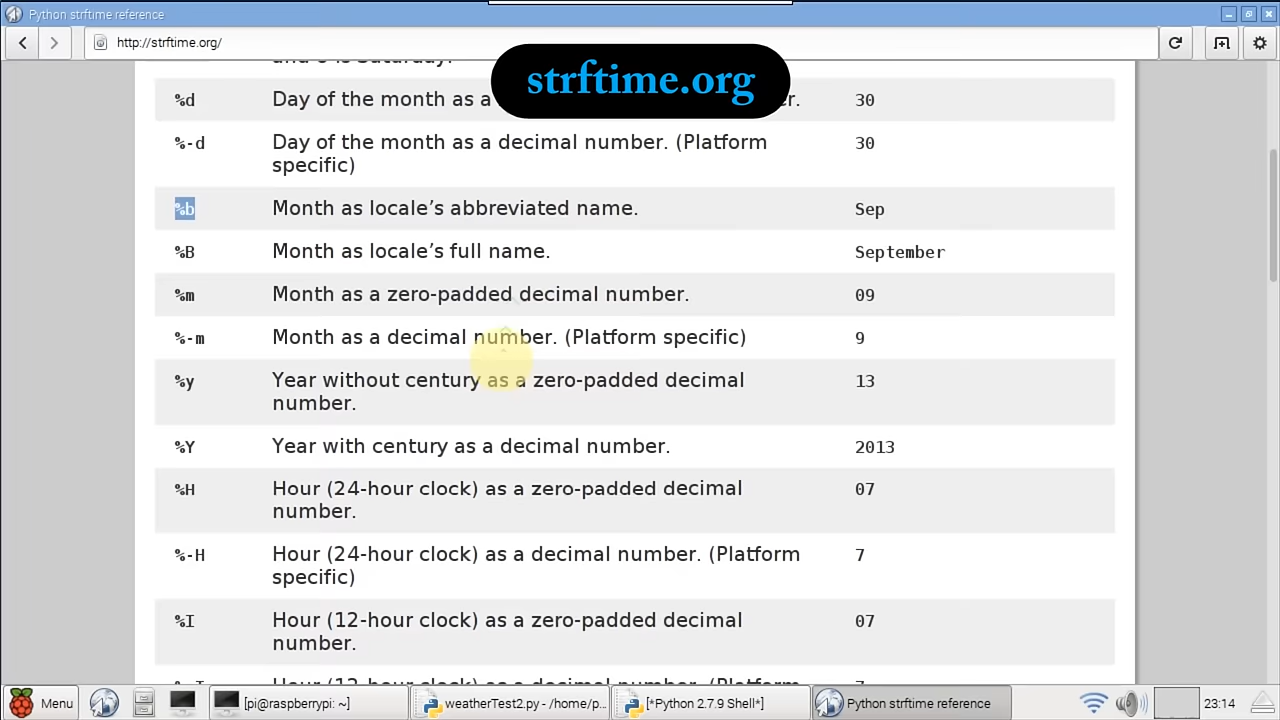 Python strftime reference
http://strftime.org/
strftime.org
%d Day of the month as a r. 30
%-d Day of the month as a decimal number. (Platform
specific) 30
%b Month as locale’s abbreviated name. Sep
%B Month as locale’s full name. September
%m Month as a zero-padded decimal number. 09
%-m Month as a decimal number. (Platform specific) 9
%y Year without century as a zero-padded decimal
number. 13
%Y Year with century as a decimal number. 2013
%H Hour (24-hour clock) as a zero-padded decimal
number. 07
%-H Hour (24-hour clock) as a decimal number. (Platform
specific) 7
%I Hour (12-hour clock) as a zero-padded decimal
number. 07
Menu [pi@raspberrypi: ~] weatherTest2.py - /home/p... [*Python 2.7.9 Shell*] Python strftime reference 23:14